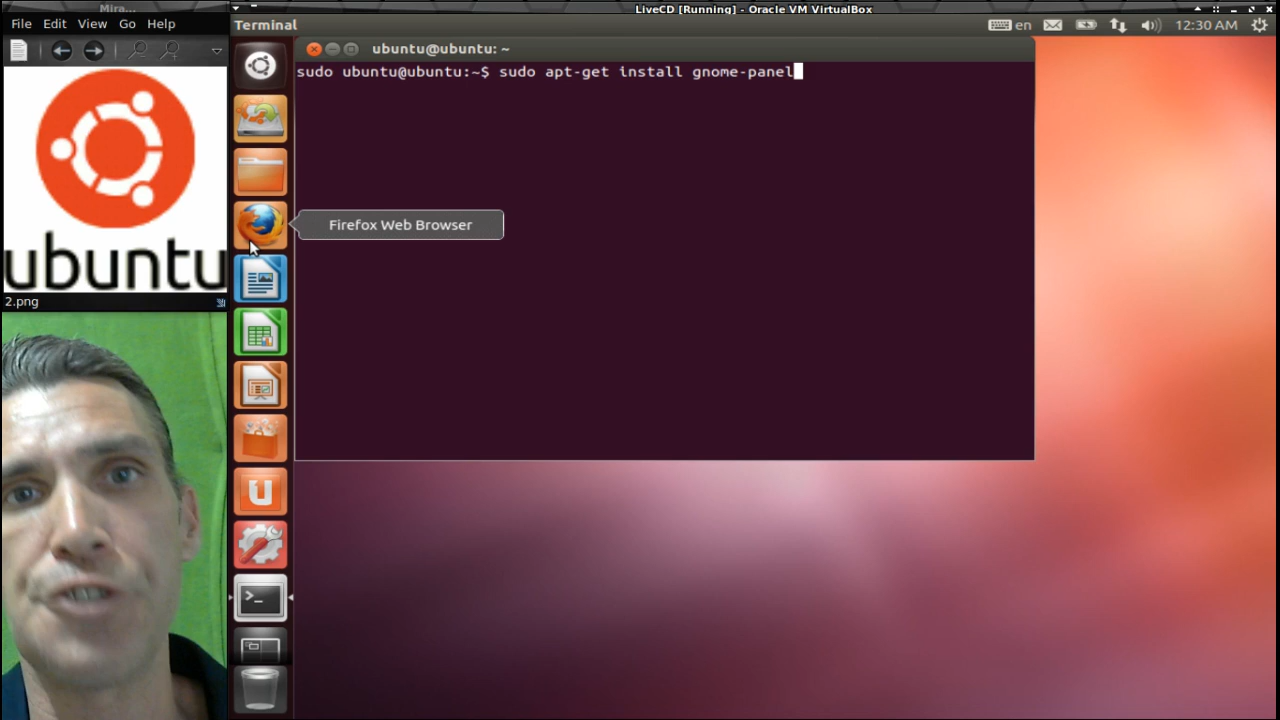 Mira...
File Edit View Go Help
ubuntu
2.png
LiveCD [Running] - Oracle VM VirtualBox
Terminal
en
12:30 AM
ubuntu@ubuntu: ~
sudo ubuntu@ubuntu:~$ sudo apt-get install gnome-panel
Firefox Web Browser
U
>_